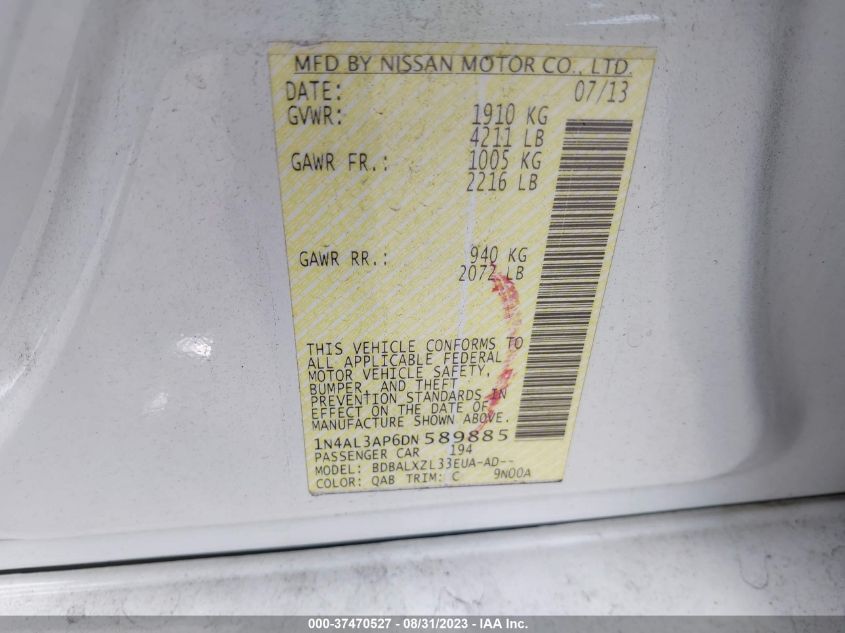 MFD BY NISSAN MOTOR CO., LTD.
DATE: 07/13
GVWR: 1910 KG
4211 LB
GAWR FR.: 1005 KG
2216 LB
GAWR RR.: 940 KG
2072 LB
THIS VEHICLE CONFORMS TO
ALL APPLICABLE FEDERAL
MOTOR VEHICLE SAFETY,
BUMPER, AND THEFT
PREVENTION STANDARDS IN
EFFECT ON THE DATE OF
MANUFACTURE SHOWN ABOVE.
1N4AL3AP6DN 589885
PASSENGER CAR 194
MODEL: BDBALXZL33EUA-AD--
COLOR: QAB TRIM: C 9N00A
000-37470527 - 08/31/2023 - IAA Inc.